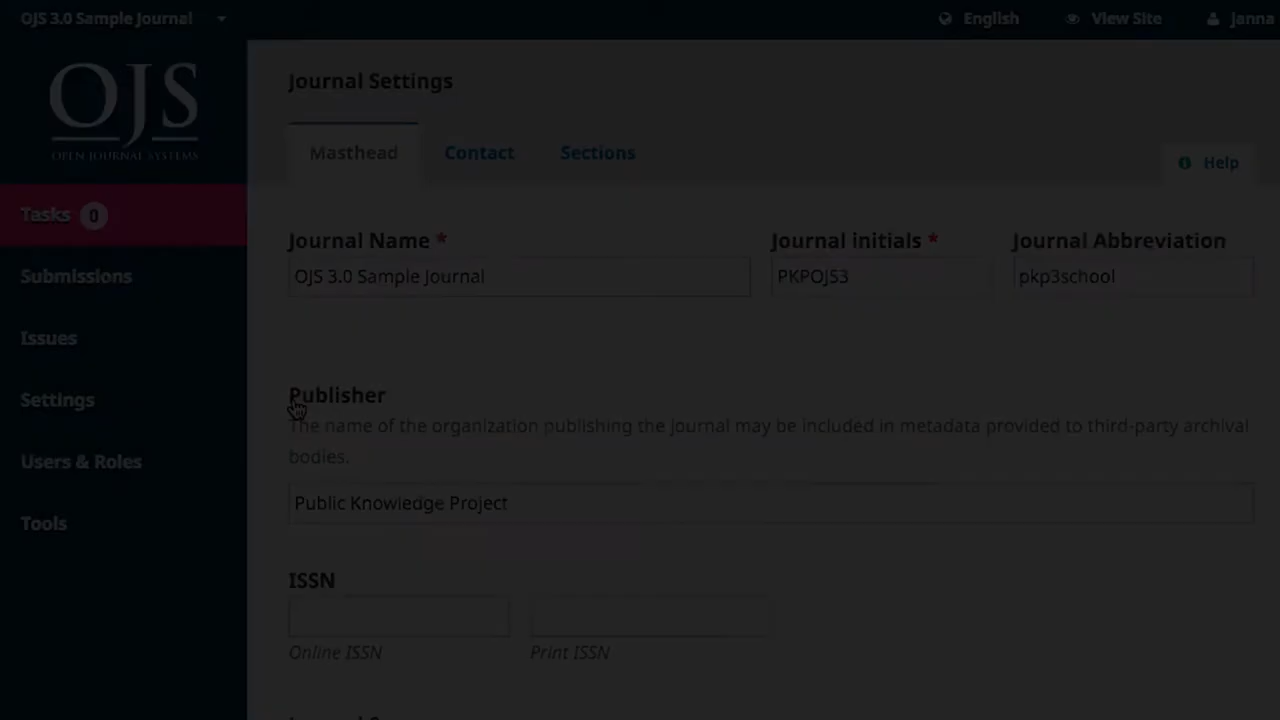 OJS 3.0 Sample Journal
English
View Site
janna
OJS
OPEN JOURNAL SYSTEMS
Tasks 0
Submissions
Issues
Settings
Users & Roles
Tools
Journal Settings
Masthead
Contact
Sections
Help
Journal Name *
Journal initials *
Journal Abbreviation
OJS 3.0 Sample Journal
PKPOJS3
pkp3school
Publisher
The name of the organization publishing the journal may be included in metadata provided to third-party archival
bodies.
Public Knowledge Project
ISSN
Online ISSN
Print ISSN